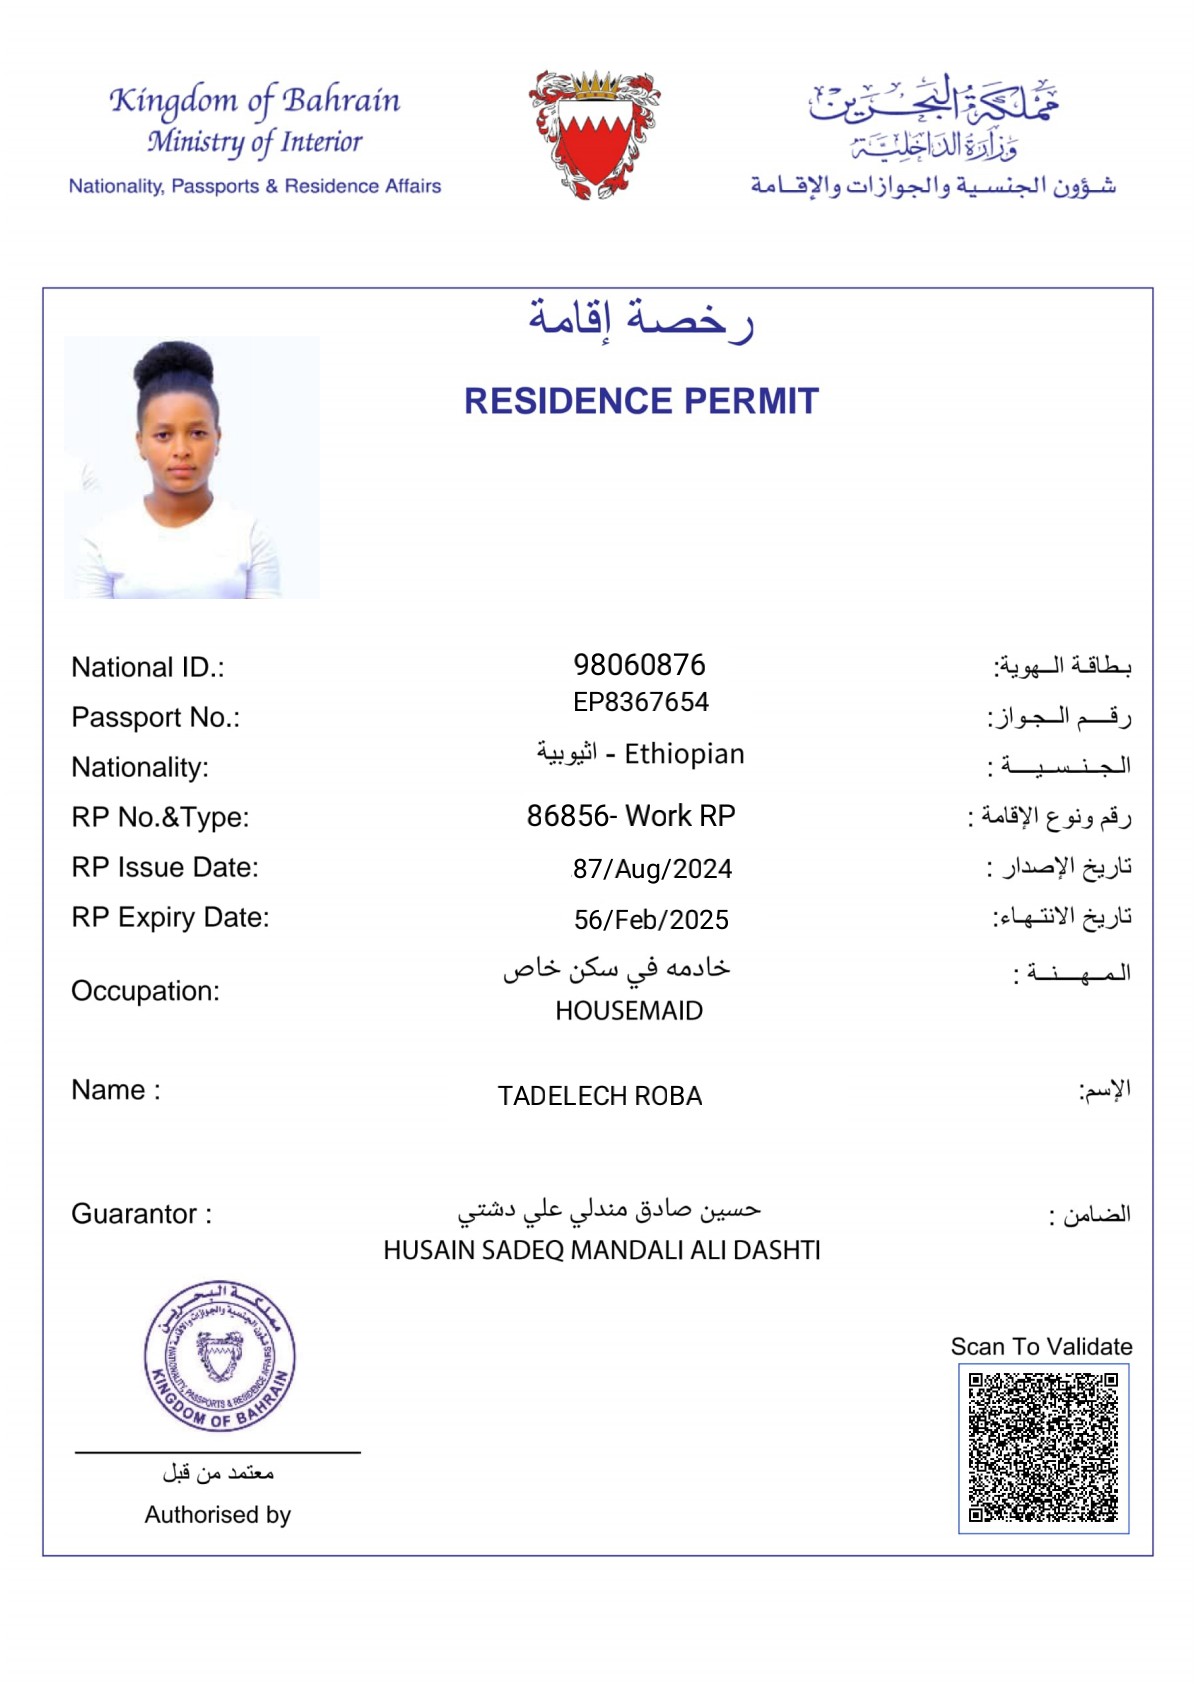 Kingdom of Bahrain
Ministry of Interior
Nationality, Passports & Residence Affairs
مملكة البحرين
وزارة الداخلية
شؤون الجنسية والجوازات والإقامة
رخصة إقامة
RESIDENCE PERMIT
National ID.: 98060876 بطاقة الهوية:
Passport No.: EP8367654 رقم الجواز:
Nationality: اثيوبية - Ethiopian الجنسية :
RP No.&Type: 86856- Work RP رقم ونوع الإقامة :
RP Issue Date: 87/Aug/2024 تاريخ الإصدار :
RP Expiry Date: 56/Feb/2025 تاريخ الانتهاء:
Occupation: خادمه في سكن خاص المهنة :
HOUSEMAID
Name : TADELECH ROBA الإسم:
Guarantor : حسين صادق مندلي علي دشتي الضامن :
HUSAIN SADEQ MANDALI ALI DASHTI
مملكة البحرين
شؤون الجنسية والجوازات والإقامة
NATIONALITY, PASSPORTS & RESIDENCE AFFAIRS
KINGDOM OF BAHRAIN
معتمد من قبل
Authorised by
Scan To Validate